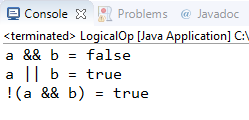 Console Problems @ Javadoc
<terminated> LogicalOp [Java Application] C:\
a && b = false
a || b = true
!(a && b) = true